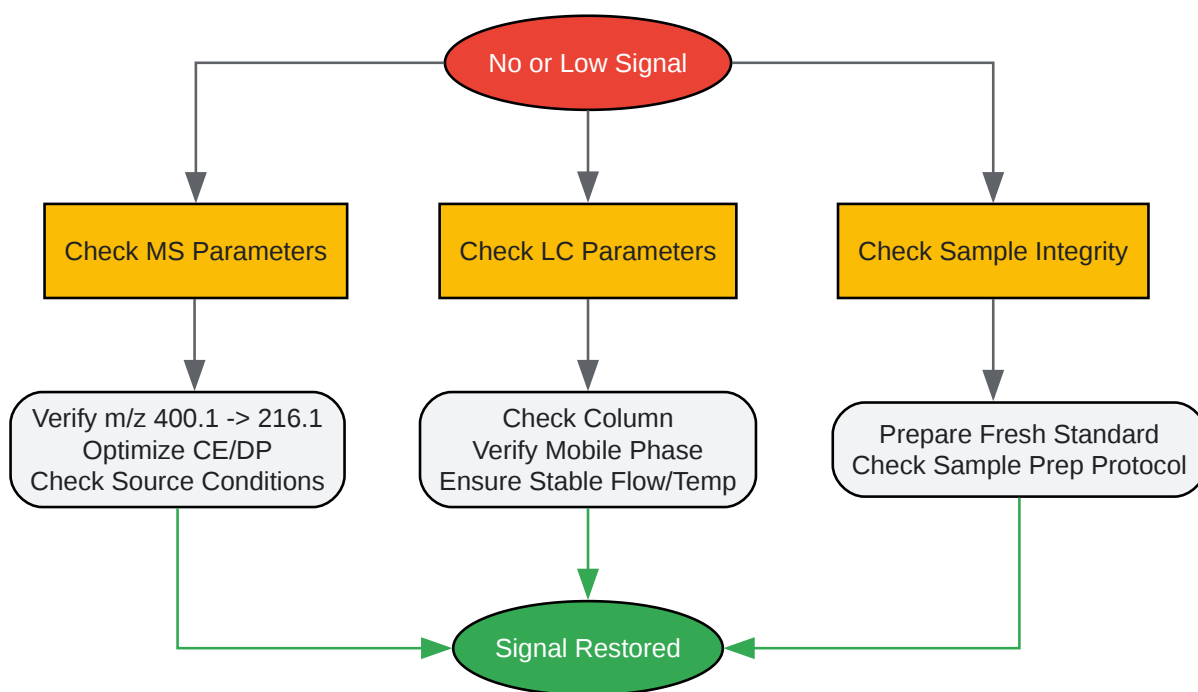 No or Low Signal
Check MS Parameters
Check LC Parameters
Check Sample Integrity
Verify m/z 400.1 -> 216.1
Optimize CE/DP
Check Source Conditions
Check Column
Verify Mobile Phase
Ensure Stable Flow/Temp
Prepare Fresh Standard
Check Sample Prep Protocol
Signal Restored